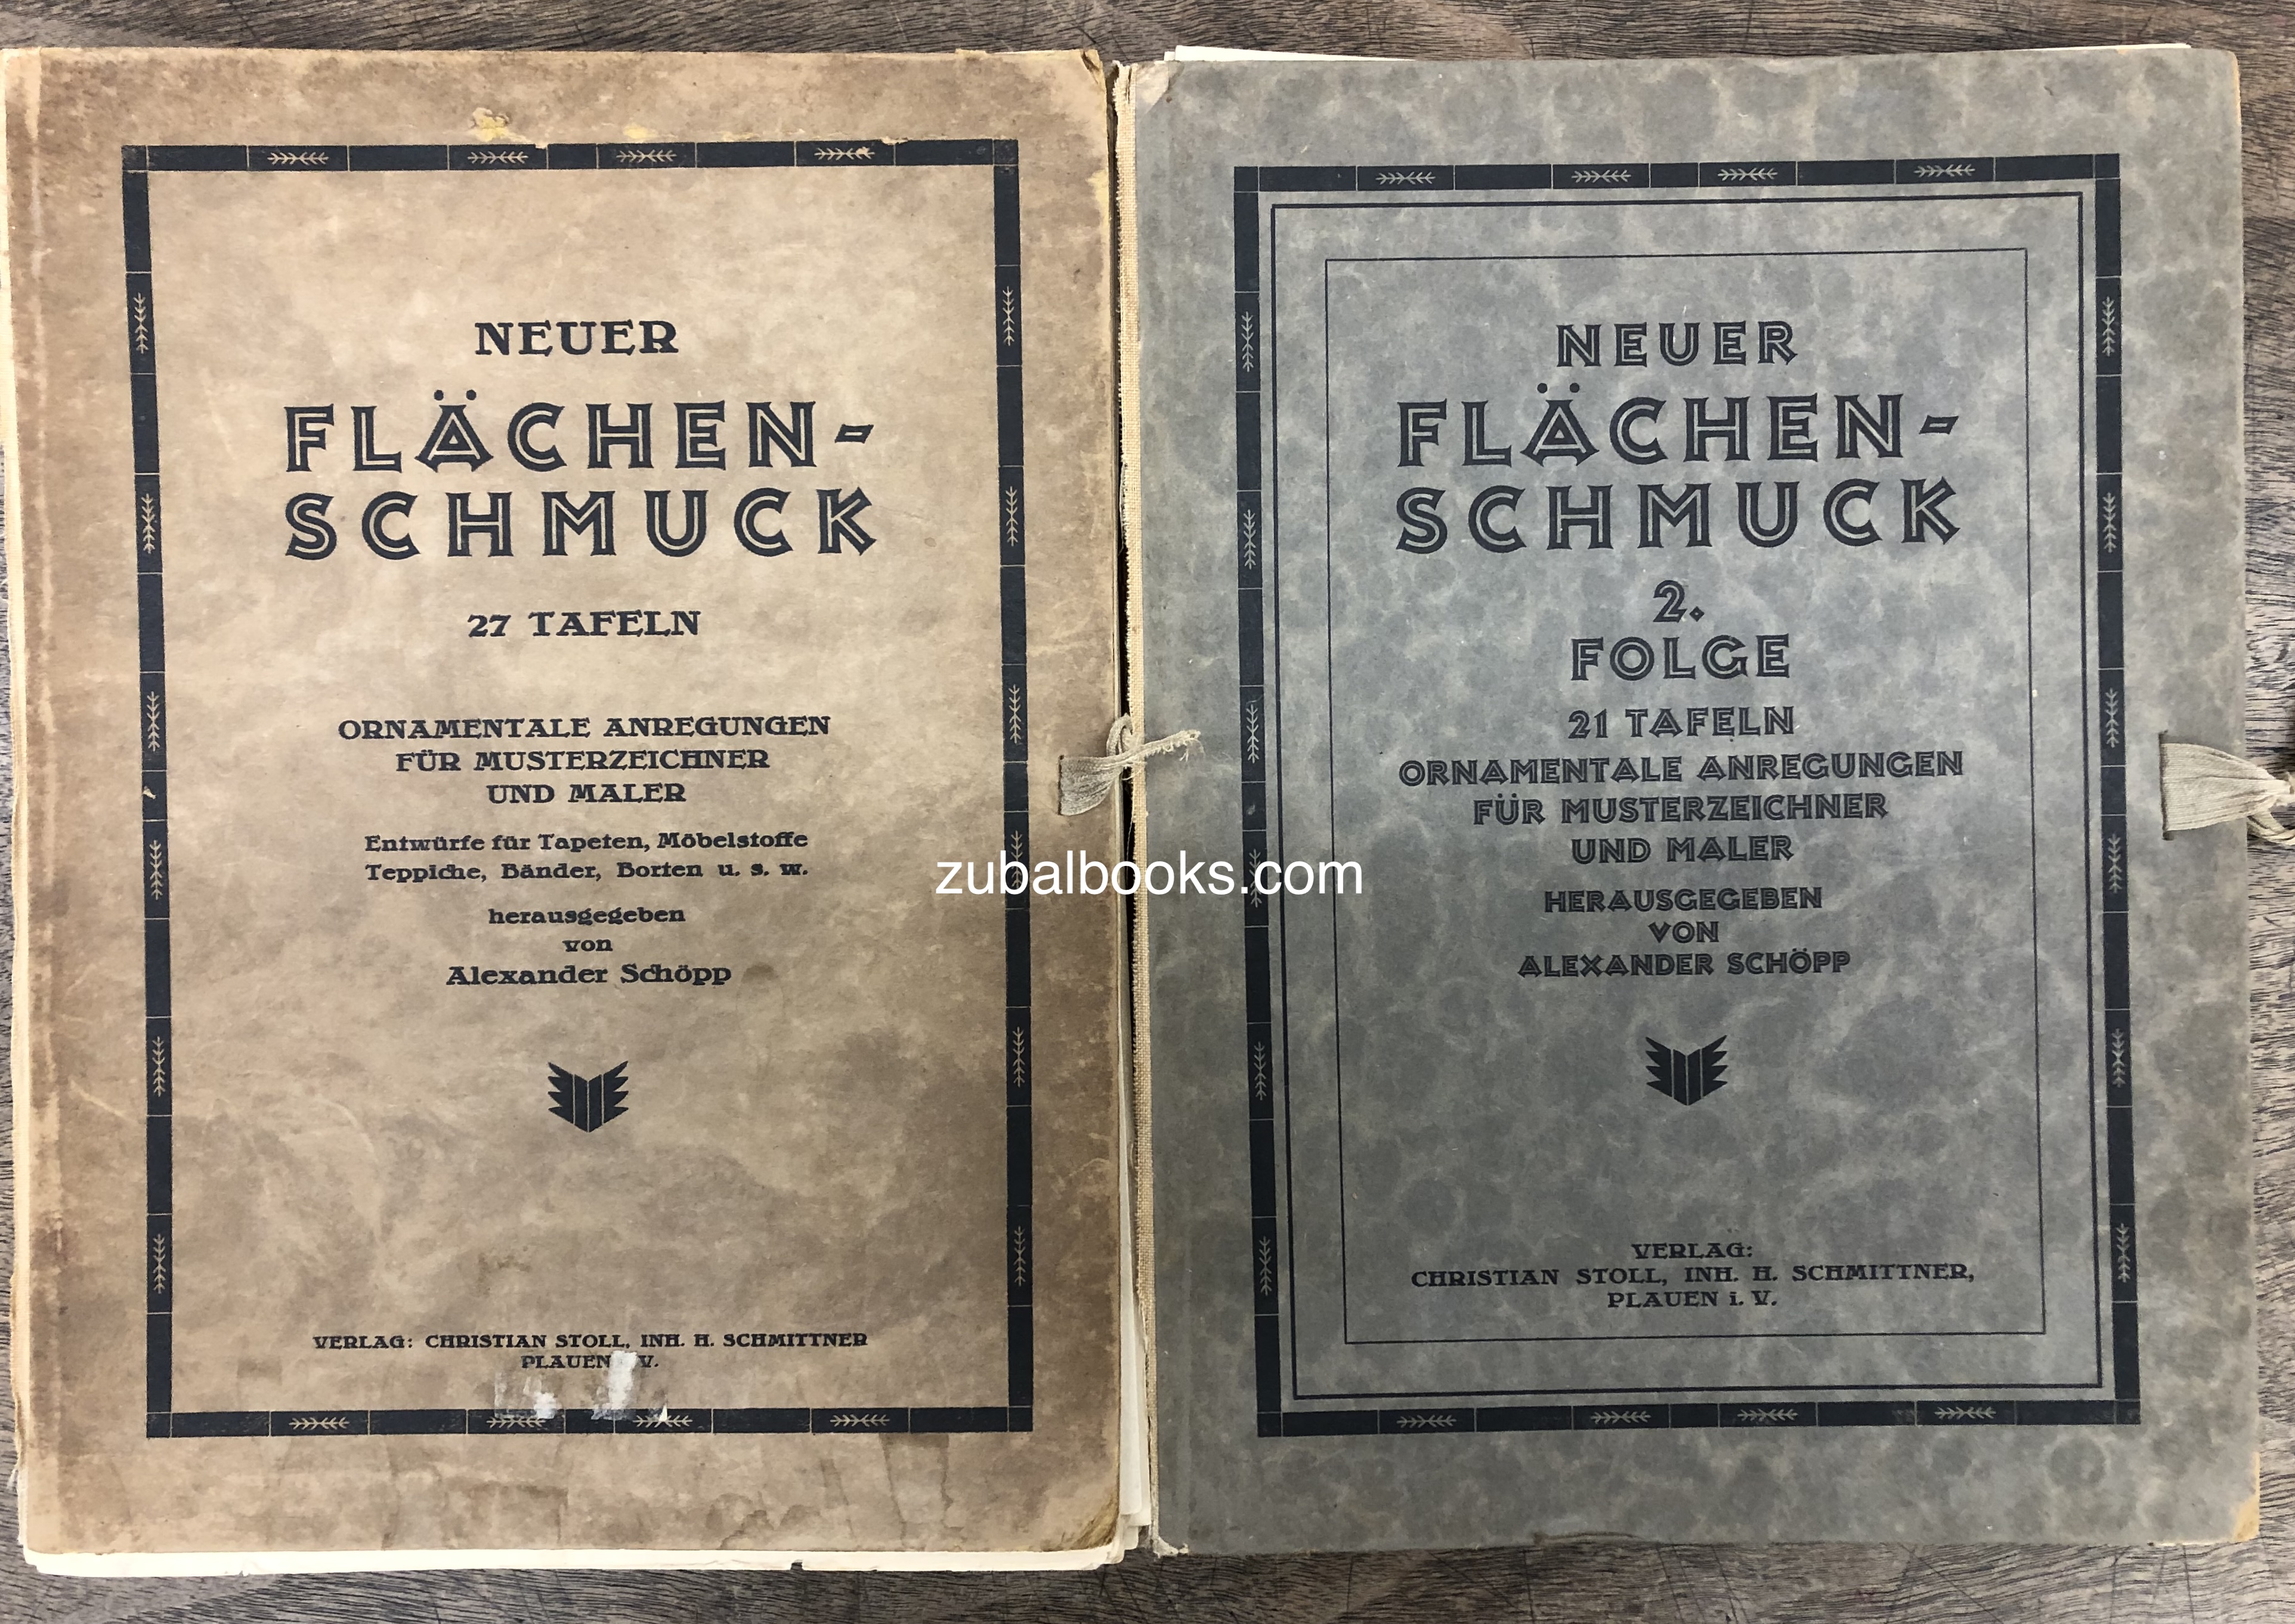 NEUER
FLÄCHEN-
SCHMUCK
27 TAFELN
ORNAMENTALE ANREGUNGEN
FÜR MUSTERZEICHNER
UND MALER
Entwürfe für Tapeten, Möbelstoffe
Teppiche, Bänder, Borten u. s. w.
herausgegeben
von
Alexander Schöpp
VERLAG: CHRISTIAN STOLL, INH. H. SCHMITTNER
PLAUEN V.
NEUER
FLÄCHEN-
SCHMUCK
2.
FOLGE
21 TAFELN
ORNAMENTALE ANREGUNGEN
FÜR MUSTERZEICHNER
UND MALER
HERAUSGEGEBEN
VON
ALEXANDER SCHÖPP
VERLAG:
CHRISTIAN STOLL, INH. H. SCHMITTNER,
PLAUEN i. V.
zubalbooks.com